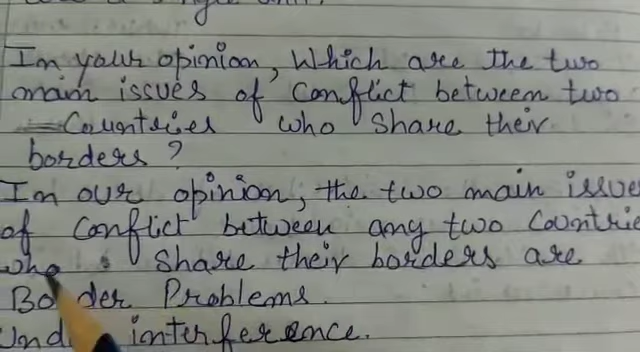 In your opinion, Which are the two
main issues of conflict between two
Countries who share their
borders?
In our opinion, the two main issue
of conflict between any two Countrie
who share their borders are
Border Problems.
interference.